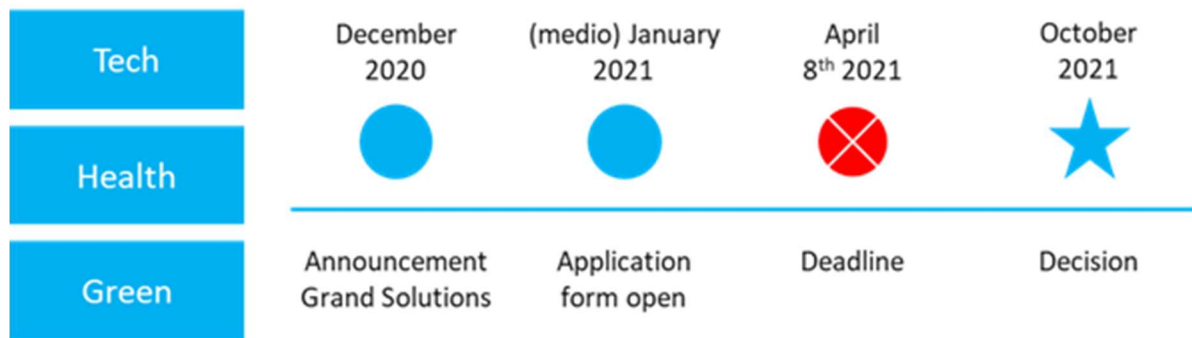 Tech
Health
Green
December
2020
(medio) January
2021
April
8th 2021
October
2021
Announcement
Grand Solutions
Application
form open
Deadline
Decision